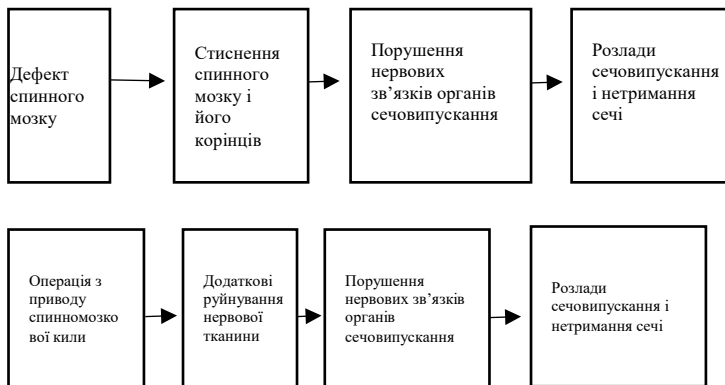 Дефект
спинного
мозку
Стиснення
спинного
мозку і
його
корінців
Порушення
нервових
зв’язків органів
сечовипускання
Розлади
сечовипускання
і нетримання
сечі
Операція з
приводу
спинномозко
вої кили
Додаткові
руйнування
нервової
тканини
Порушення
нервових зв’язків
органів
сечовипускання
Розлади
сечовипускання і
нетримання сечі